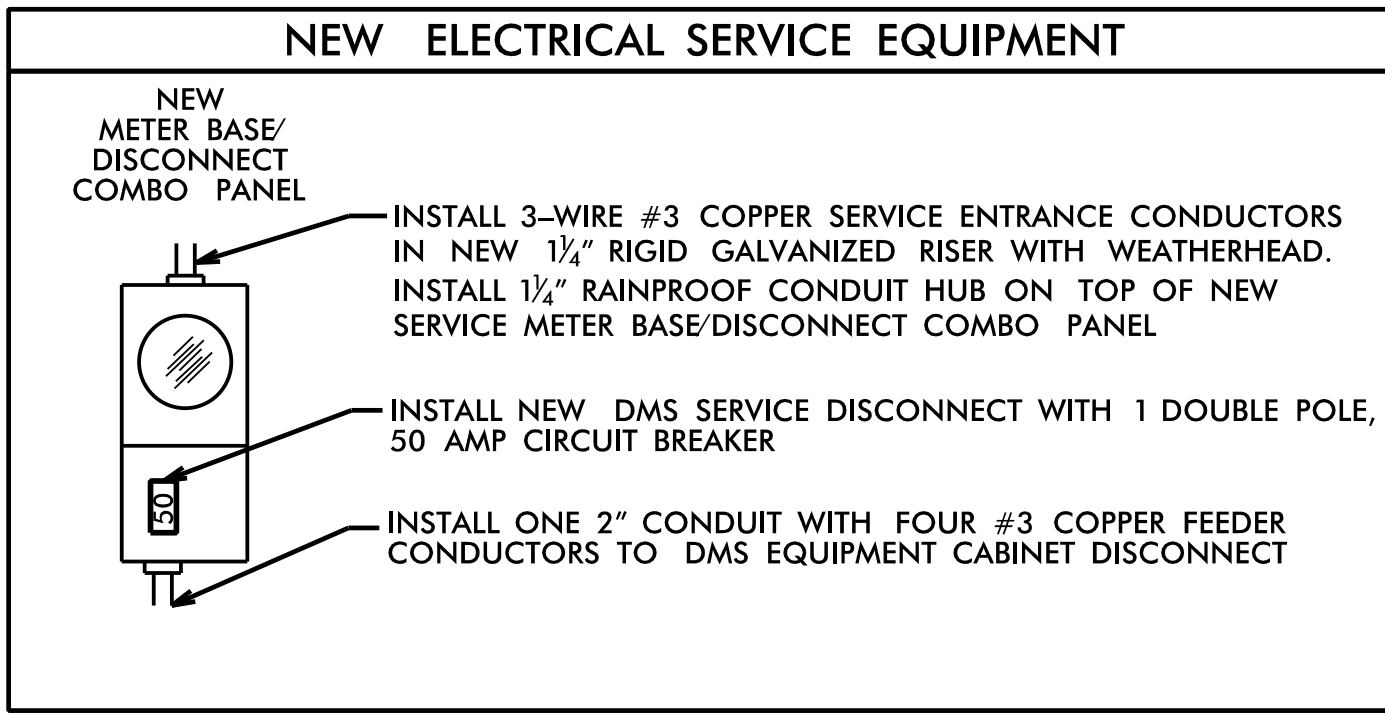 NEW ELECTRICAL SERVICE EQUIPMENT
NEW
METER BASE/
DISCONNECT
COMBO PANEL
INSTALL 3–WIRE #3 COPPER SERVICE ENTRANCE CONDUCTORS
IN NEW 1¼" RIGID GALVANIZED RISER WITH WEATHERHEAD.
INSTALL 1¼" RAINPROOF CONDUIT HUB ON TOP OF NEW
SERVICE METER BASE/DISCONNECT COMBO PANEL
INSTALL NEW DMS SERVICE DISCONNECT WITH 1 DOUBLE POLE,
50 AMP CIRCUIT BREAKER
50
INSTALL ONE 2" CONDUIT WITH FOUR #3 COPPER FEEDER
CONDUCTORS TO DMS EQUIPMENT CABINET DISCONNECT